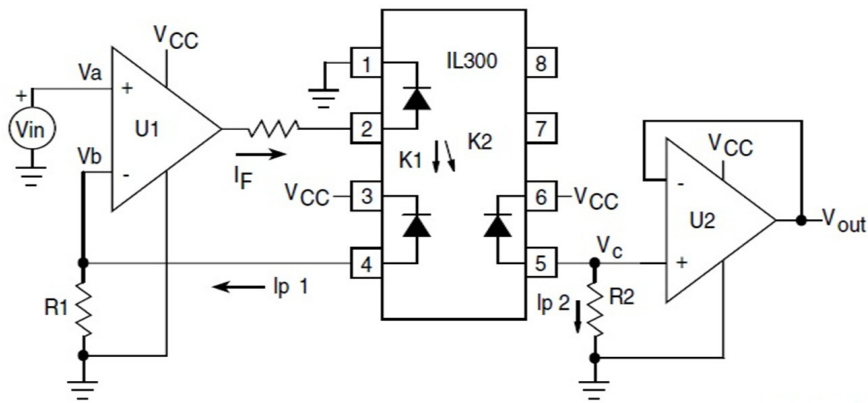 VCC
Va
+
+
Vin
U1
Vb
-
IF
R1
Ip 1
1
2
3
4
VCC
IL300
K1
K2
8
7
6
5
VCC
Vc
Ip 2
R2
VCC
-
U2
+
Vout